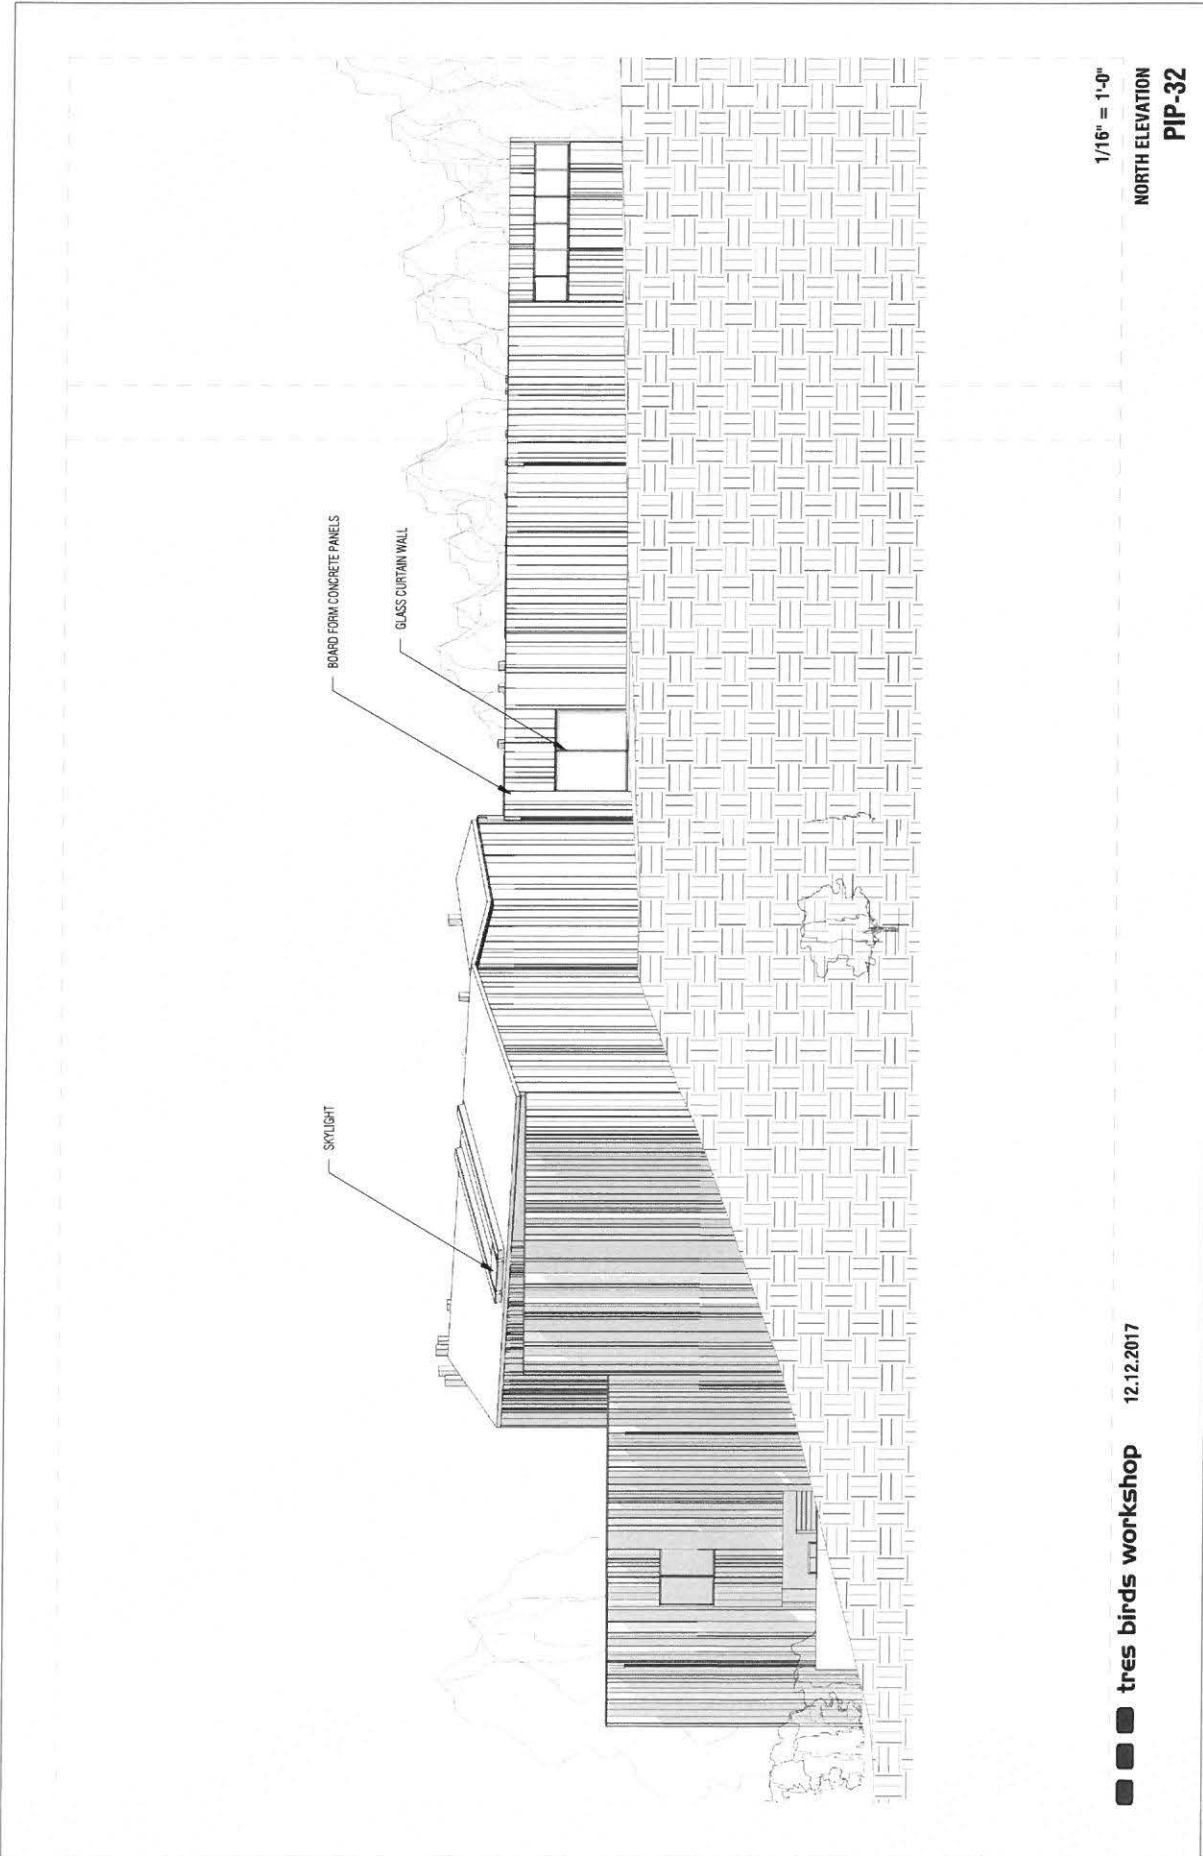 SKYLIGHT
BOARD FORM CONCRETE PANELS
GLASS CURTAIN WALL
tres birds workshop
12.12.2017
1/16" = 1'-0"
NORTH ELEVATION
PIP-32